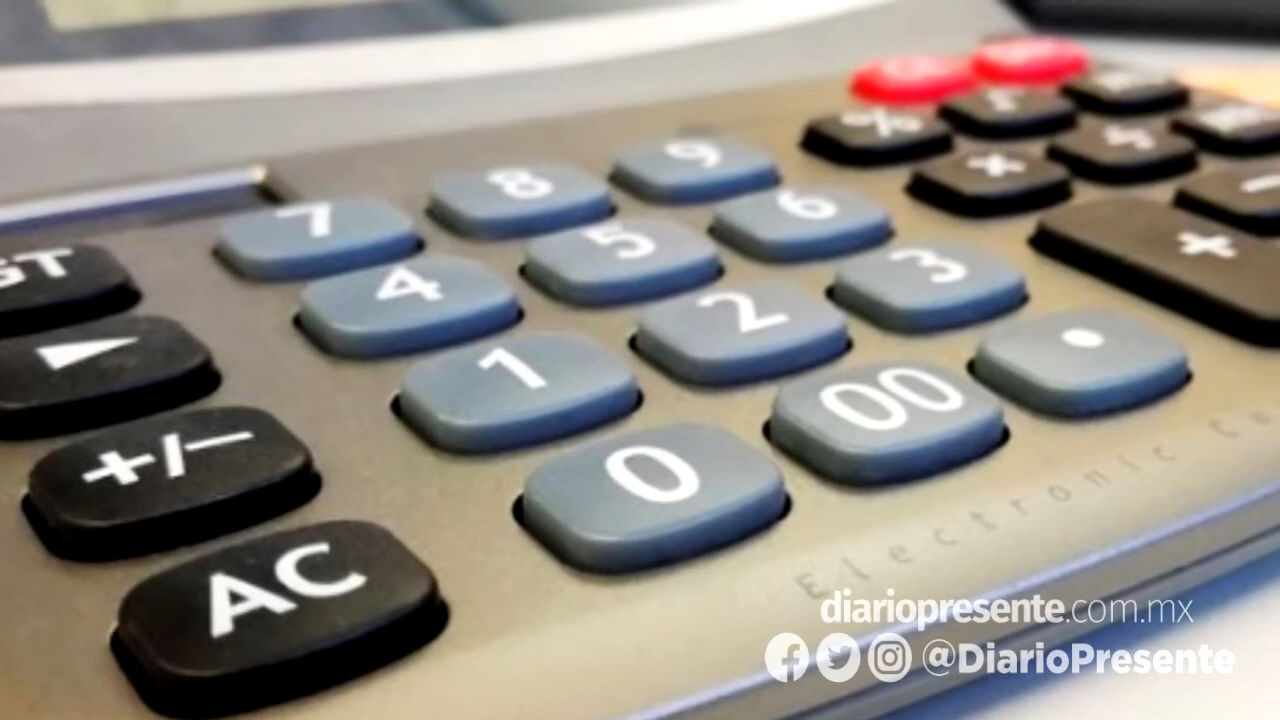 7 8 9 % ÷
GT 4 5 6 × +
▶ 1 2 3
+/− 0 00 •
AC
Electronic
diariopresente.com.mx
@DiarioPresente